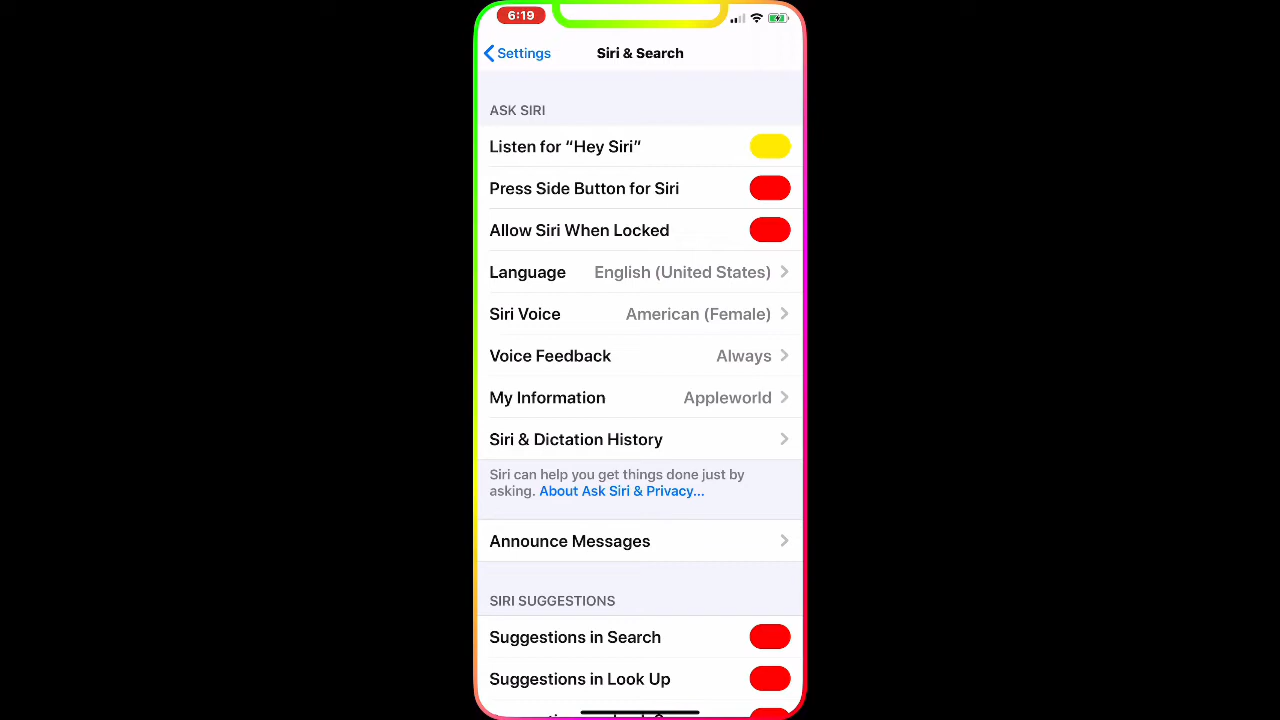 6:19
Settings
Siri & Search
ASK SIRI
Listen for “Hey Siri”
Press Side Button for Siri
Allow Siri When Locked
Language English (United States)
Siri Voice American (Female)
Voice Feedback Always
My Information Appleworld
Siri & Dictation History
Siri can help you get things done just by
asking. About Ask Siri & Privacy...
Announce Messages
SIRI SUGGESTIONS
Suggestions in Search
Suggestions in Look Up